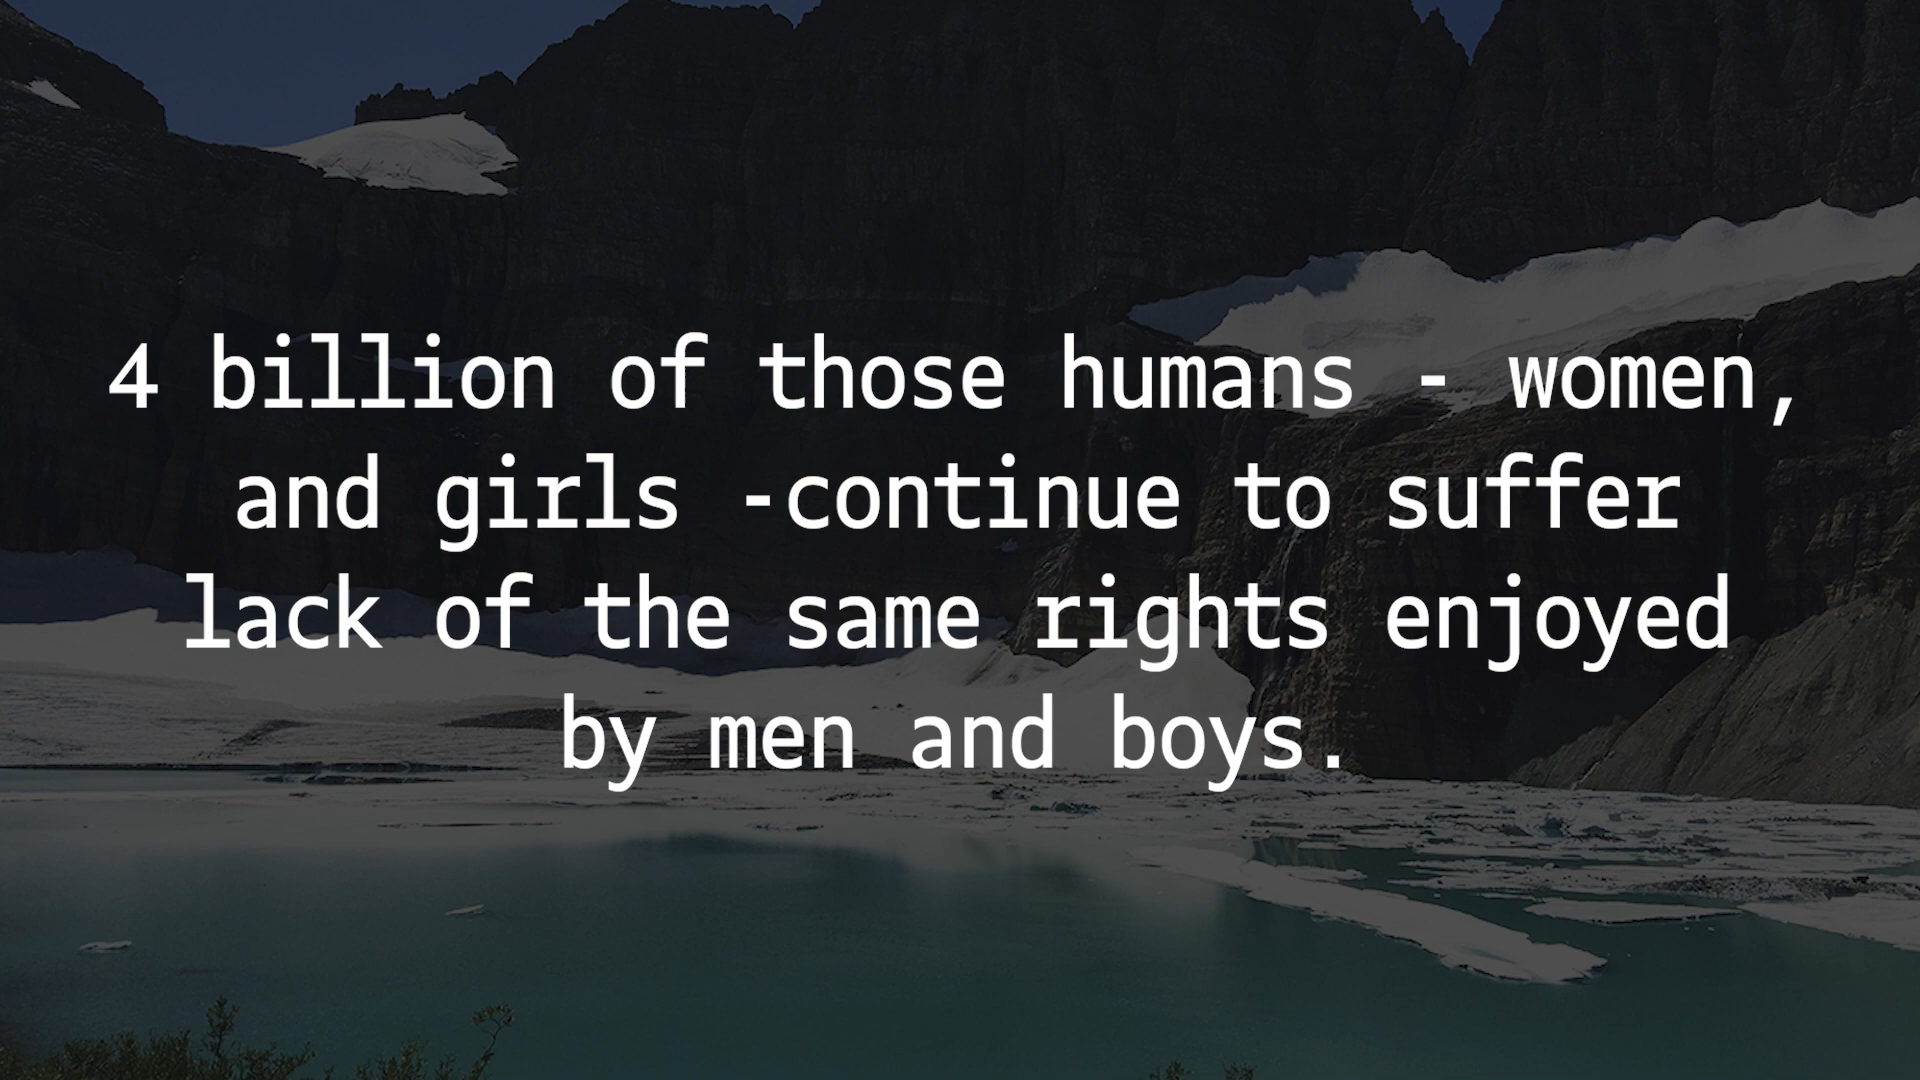 4 billion of those humans - women,
and girls -continue to suffer
lack of the same rights enjoyed
by men and boys.